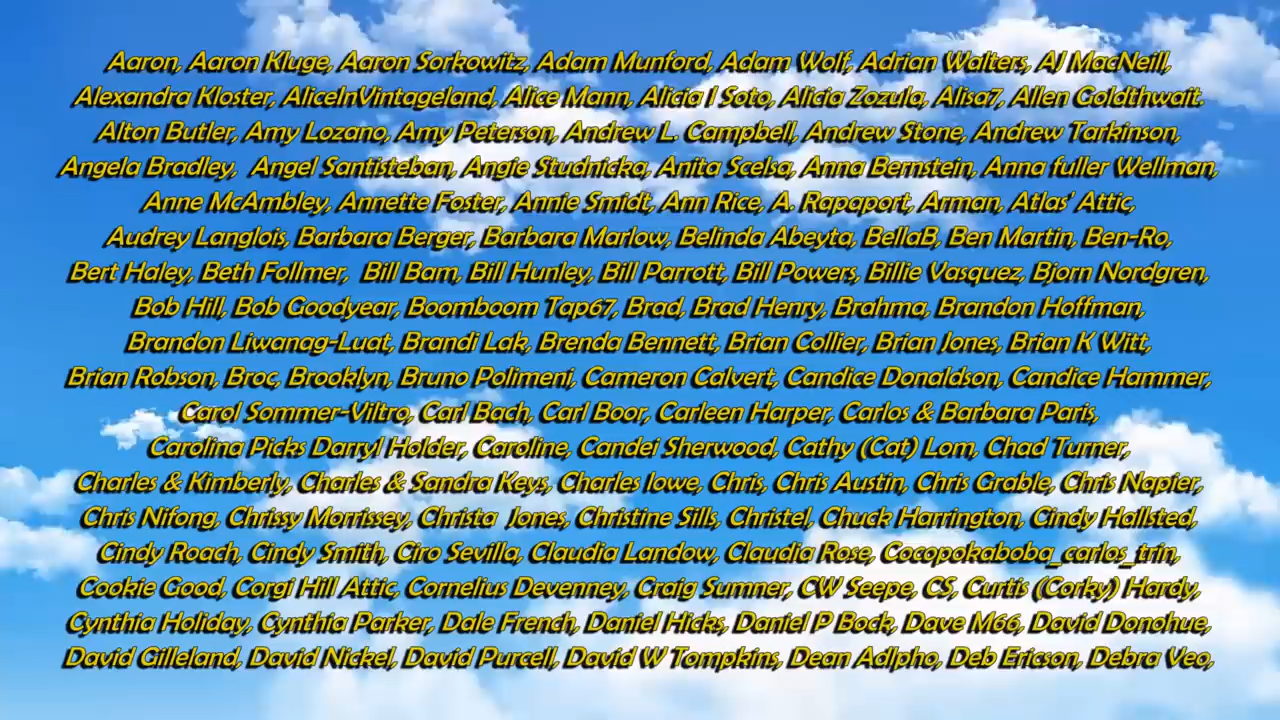 Aaron, Aaron Kluge, Aaron Sorkowitz, Adam Munford, Adam Wolf, Adrian Walters, AJ MacNeill,
Alexandra Kloster, AliceInVintageland, Alice Mann, Alicia I Soto, Alicia Zozula, Alisa7, Allen Goldthwait.
Alton Butler, Amy Lozano, Amy Peterson, Andrew L. Campbell, Andrew Stone, Andrew Tarkinson,
Angela Bradley, Angel Santisteban, Angie Studnicka, Anita Scelsa, Anna Bernstein, Anna fuller Wellman,
Anne McAmbley, Annette Foster, Annie Smidt, Ann Rice, A. Rapaport, Arman, Atlas' Attic,
Audrey Langlois, Barbara Berger, Barbara Marlow, Belinda Abeyta, BellaB, Ben Martin, Ben-Ro,
Bert Haley, Beth Follmer, Bill Bam, Bill Hunley, Bill Parrott, Bill Powers, Billie Vasquez, Bjorn Nordgren,
Bob Hill, Bob Goodyear, Boomboom Tap67, Brad, Brad Henry, Brahma, Brandon Hoffman,
Brandon Liwanag-Luat, Brandi Lak, Brenda Bennett, Brian Collier, Brian Jones, Brian K Witt,
Brian Robson, Broc, Brooklyn, Bruno Polimeni, Cameron Calvert, Candice Donaldson, Candice Hammer,
Carol Sommer-Viltro, Carl Bach, Carl Boor, Carleen Harper, Carlos & Barbara Paris,
Carolina Picks Darryl Holder, Caroline, Candei Sherwood, Cathy (Cat) Lom, Chad Turner,
Charles & Kimberly, Charles & Sandra Keys, Charles lowe, Chris, Chris Austin, Chris Grable, Chris Napier,
Chris Nifong, Chrissy Morrissey, Christa Jones, Christine Sills, Christel, Chuck Harrington, Cindy Hallsted,
Cindy Roach, Cindy Smith, Ciro Sevilla, Claudia Landow, Claudia Rose, Cocopokaboba_carlos_trin,
Cookie Good, Corgi Hill Attic, Cornelius Devenney, Craig Sumner, CW Seepe, CS, Curtis (Corky) Hardy,
Cynthia Holiday, Cynthia Parker, Dale French, Daniel Hicks, Daniel P Bock, Dave M66, David Donohue,
David Gilleland, David Nickel, David Purcell, David W Tompkins, Dean Adlpho, Deb Ericson, Debra Veo,